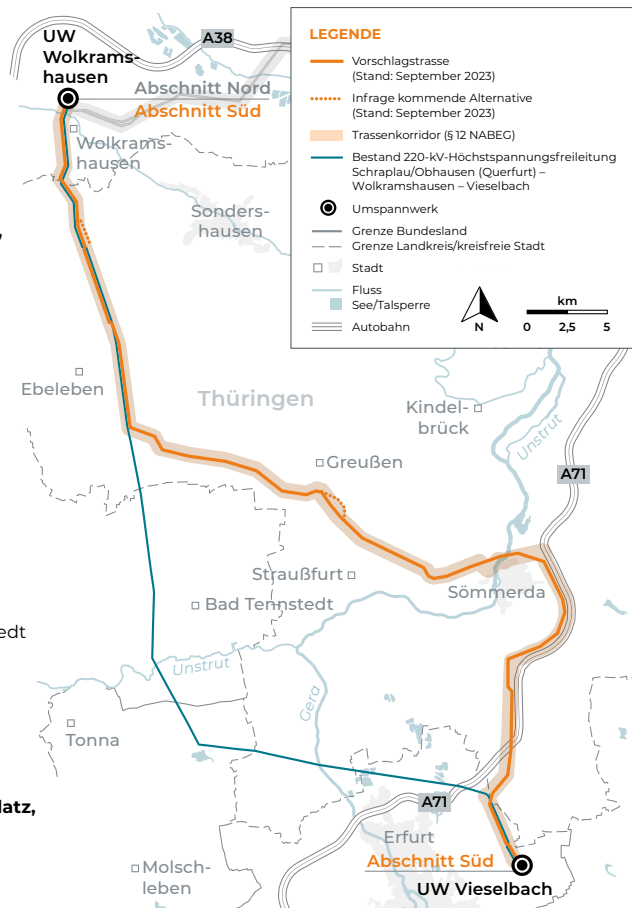 UW
Wolkrams-
hausen
A38
Abschnitt Nord
Abschnitt Süd
Wolkrams-
hausen
Sonders-
hausen
LEGENDE
Vorschlagstrasse
(Stand: September 2023)
Infrage kommende Alternative
(Stand: September 2023)
Trassenkorridor (§ 12 NABEG)
Bestand 220-kV-Höchstspannungsfreileitung
Schraplau/Obhausen (Querfurt) –
Wolkramshausen – Vieselbach
Umspannwerk
Grenze Bundesland
Grenze Landkreis/kreisfreie Stadt
Stadt
Fluss
See/Talsperre
Autobahn
N
km
0 2,5 5
Ebeleben
Thüringen
Kindel-
brück
Unstrut
A71
Greußen
Straußfurt
Sömmerda
Bad Tennstedt
edt
Unstrut
Gera
Tonna
latz,
A71
Erfurt
Abschnitt Süd
Molsch-
leben
UW Vieselbach